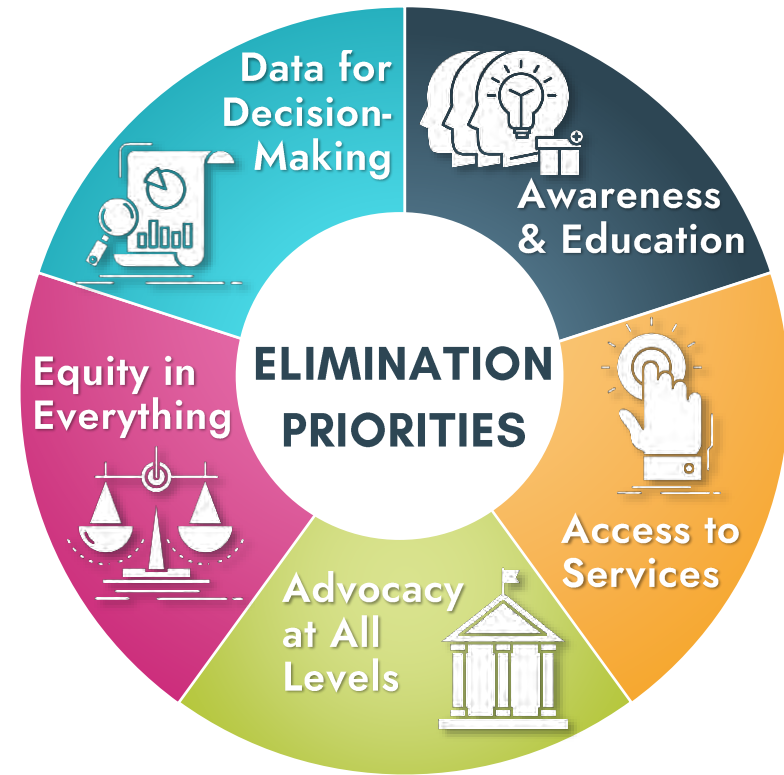 Data for
Decision-
Making
Awareness
& Education
Equity in
Everything
ELIMINATION
PRIORITIES
Access to
Services
Advocacy
at All
Levels